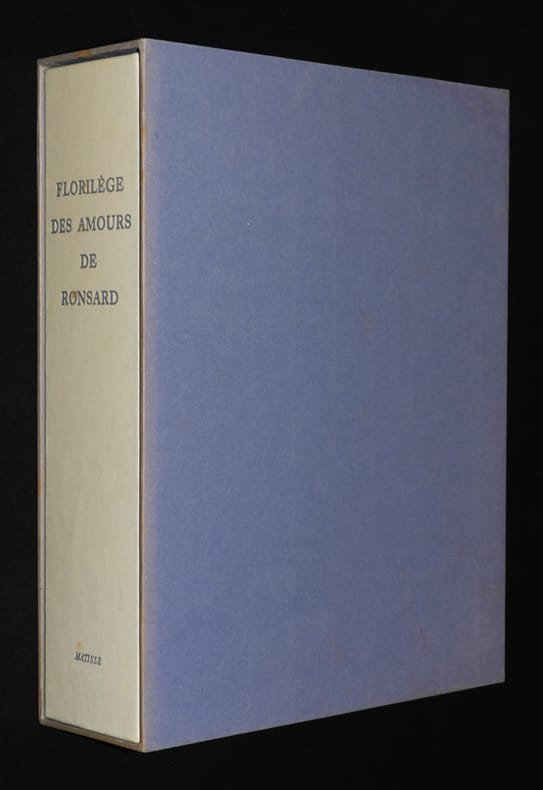 FLORILÈGE
DES AMOURS
DE
RONSARD
MATISSE